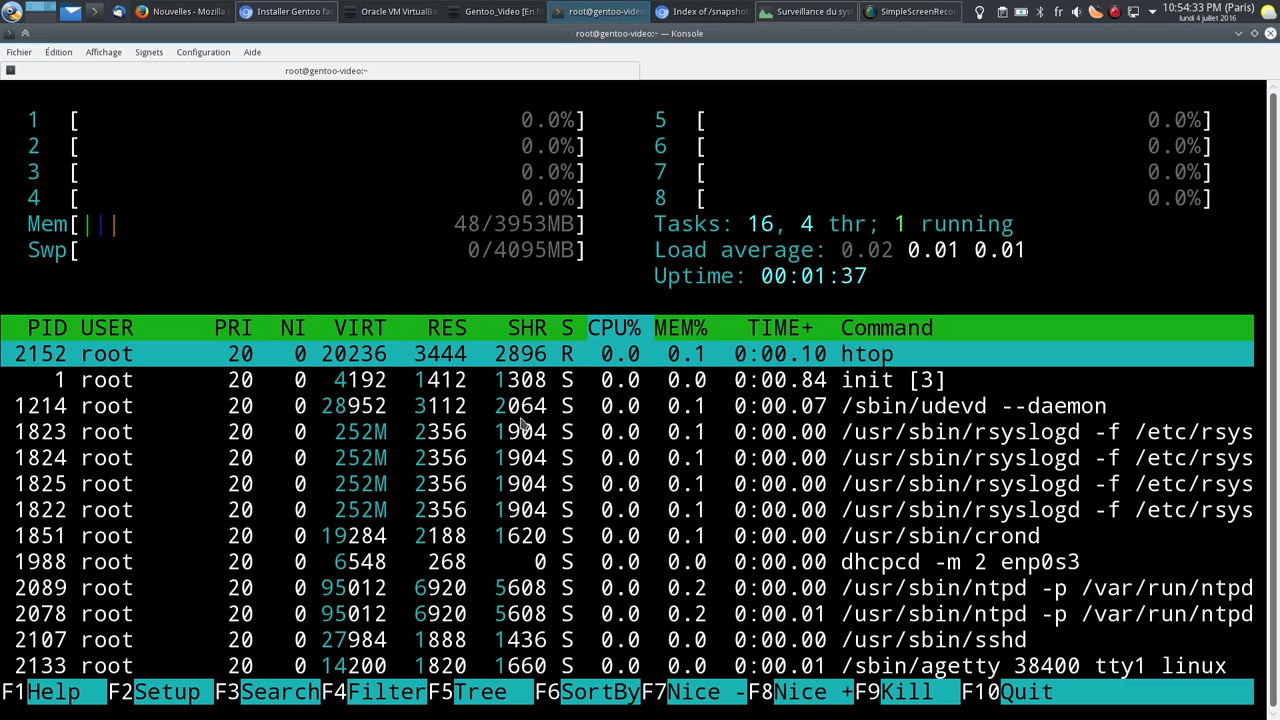 Nouvelles - Mozilla
Installer Gentoo fac
Oracle VM VirtualB
Gentoo_Video [En f
root@gentoo-video:
Index of /snapshot
Surveillance du sy
SimpleScreenReco
fr
10:54:33 PM (Paris)
lundi 4 juillet 2016
root@gentoo-video:~ — Konsole
Fichier Édition Affichage Signets Configuration Aide
root@gentoo-video:~
1 [ 0.0%] 5 [ 0.0%]
2 [ 0.0%] 6 [ 0.0%]
3 [ 0.0%] 7 [ 0.0%]
4 [ 0.0%] 8 [ 0.0%]
Mem[||| 48/3953MB] Tasks: 16, 4 thr; 1 running
Swp[ 0/4095MB] Load average: 0.02 0.01 0.01
Uptime: 00:01:37
PID USER PRI NI VIRT RES SHR S CPU% MEM% TIME+ Command
2152 root 20 0 20236 3444 2896 R 0.0 0.1 0:00.10 htop
1 root 20 0 4192 1412 1308 S 0.0 0.0 0:00.84 init [3]
1214 root 20 0 28952 3112 2064 S 0.0 0.1 0:00.07 /sbin/udevd --daemon
1823 root 20 0 252M 2356 1904 S 0.0 0.1 0:00.00 /usr/sbin/rsyslogd -f /etc/rsys
1824 root 20 0 252M 2356 1904 S 0.0 0.1 0:00.00 /usr/sbin/rsyslogd -f /etc/rsys
1825 root 20 0 252M 2356 1904 S 0.0 0.1 0:00.00 /usr/sbin/rsyslogd -f /etc/rsys
1822 root 20 0 252M 2356 1904 S 0.0 0.1 0:00.00 /usr/sbin/rsyslogd -f /etc/rsys
1851 root 20 0 19284 2188 1620 S 0.0 0.1 0:00.00 /usr/sbin/crond
1988 root 20 0 6548 268 0 S 0.0 0.0 0:00.00 dhcpcd -m 2 enp0s3
2089 root 20 0 95012 6920 5608 S 0.0 0.2 0:00.00 /usr/sbin/ntpd -p /var/run/ntpd
2078 root 20 0 95012 6920 5608 S 0.0 0.2 0:00.01 /usr/sbin/ntpd -p /var/run/ntpd
2107 root 20 0 27984 1888 1436 S 0.0 0.0 0:00.00 /usr/sbin/sshd
2133 root 20 0 14200 1820 1660 S 0.0 0.0 0:00.01 /sbin/agetty 38400 tty1 linux
F1Help F2Setup F3SearchF4FilterF5Tree F6SortByF7Nice -F8Nice +F9Kill F10Quit